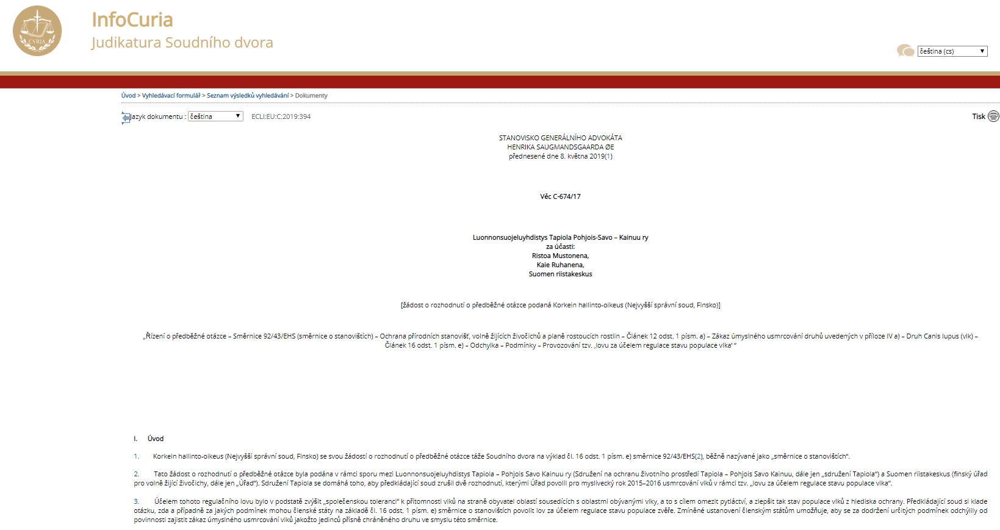 CVRIA
InfoCuria
Judikatura Soudního dvora
čeština (cs)
Úvod > Vyhledávací formulář > Seznam výsledků vyhledávání > Dokumenty
Jazyk dokumentu : čeština ECLI:EU:C:2019:394
Tisk
STANOVISKO GENERÁLNÍHO ADVOKÁTA
HENRIKA SAUGMANDSGAARDA ØE
přednesené dne 8. května 2019(1)
Věc C-674/17
Luonnonsuojeluyhdistys Tapiola Pohjois-Savo – Kainuu ry
za účasti:
Ristoa Mustonena,
Kaie Ruhanena,
Suomen riistakeskus
[žádost o rozhodnutí o předběžné otázce podaná Korkein hallinto-oikeus (Nejvyšší správní soud, Finsko)]
„Řízení o předběžné otázce – Směrnice 92/43/EHS (směrnice o stanovištích) – Ochrana přírodních stanovišť, volně žijících živočichů a planě rostoucích rostlin – Článek 12 odst. 1 písm. a) – Zákaz úmyslného usmrcování druhů uvedených v příloze IV a) – Druh Canis lupus (vlk) –
Článek 16 odst. 1 písm. e) – Odchylka – Podmínky – Provozování tzv. ‚lovu za účelem regulace stavu populace vlka‘ “
I. Úvod
1. Korkein hallinto-oikeus (Nejvyšší správní soud, Finsko) se svou žádostí o rozhodnutí o předběžné otázce táže Soudního dvora na výklad čl. 16 odst. 1 písm. e) směrnice 92/43/EHS(2), běžně nazývané jako „směrnice o stanovištích“.
2. Tato žádost o rozhodnutí o předběžné otázce byla podána v rámci sporu mezi Luonnonsuojeluyhdistys Tapiola – Pohjois Savo Kainuu ry (Sdružení na ochranu životního prostředí Tapiola – Pohjois Savo Kainuu, dále jen „sdružení Tapiola“) a Suomen riistakeskus (finský úřad
pro volně žijící živočichy, dále jen „Úřad“). Sdružení Tapiola se domáhá toho, aby předkládající soud zrušil dvě rozhodnutí, kterými Úřad povolil pro myslivecký rok 2015–2016 usmrcování vlků v rámci tzv. „lovu za účelem regulace stavu populace vlka“.
3. Účelem tohoto regulačního lovu bylo v podstatě zvýšit „společenskou toleranci“ k přítomnosti vlků na straně obyvatel oblastí sousedících s oblastmi obývanými vlky, a to s cílem omezit pytláctví, a zlepšit tak stav populace vlků z hlediska ochrany. Předkládající soud si klade
otázku, zda a případně za jakých podmínek mohou členské státy na základě čl. 16 odst. 1 písm. e) směrnice o stanovištích povolit lov za účelem regulace stavu populace zvěře. Zmíněné ustanovení členským státům umožňuje, aby se za dodržení určitých podmínek odchýlily od
povinnosti zajistit zákaz úmyslného usmrcování vlků jakožto jedinců přísně chráněného druhu ve smyslu této směrnice.